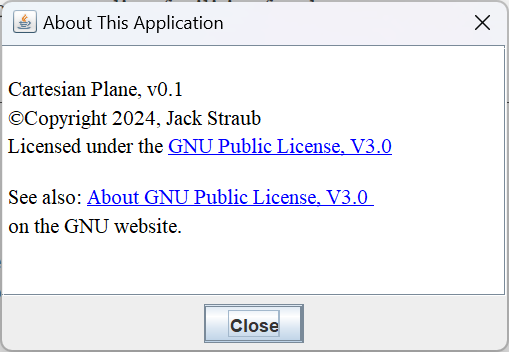 About This Application
Cartesian Plane, v0.1
©Copyright 2024, Jack Straub
Licensed under the GNU Public License, V3.0
See also: About GNU Public License, V3.0
on the GNU website.
Close